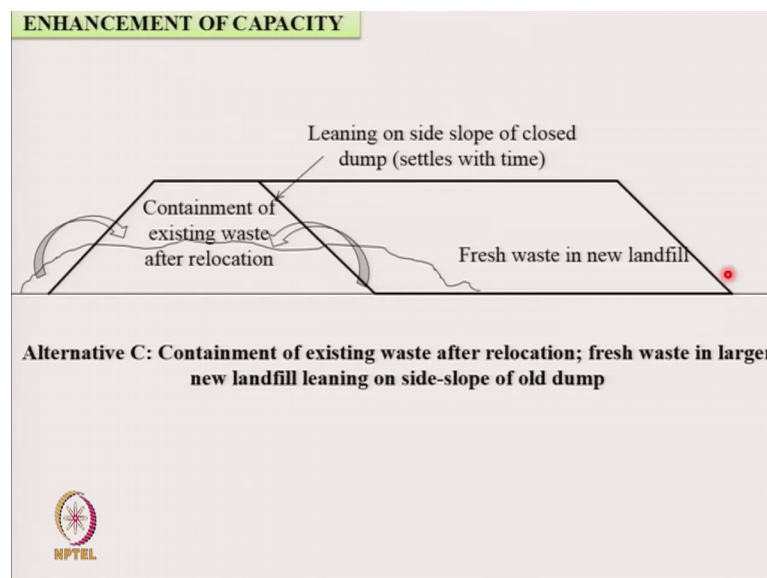 ENHANCEMENT OF CAPACITY
Leaning on side slope of closed
dump (settles with time)
Containment of
existing waste
after relocation
Fresh waste in new landfill
Alternative C: Containment of existing waste after relocation; fresh waste in larger
new landfill leaning on side-slope of old dump
NPTEL